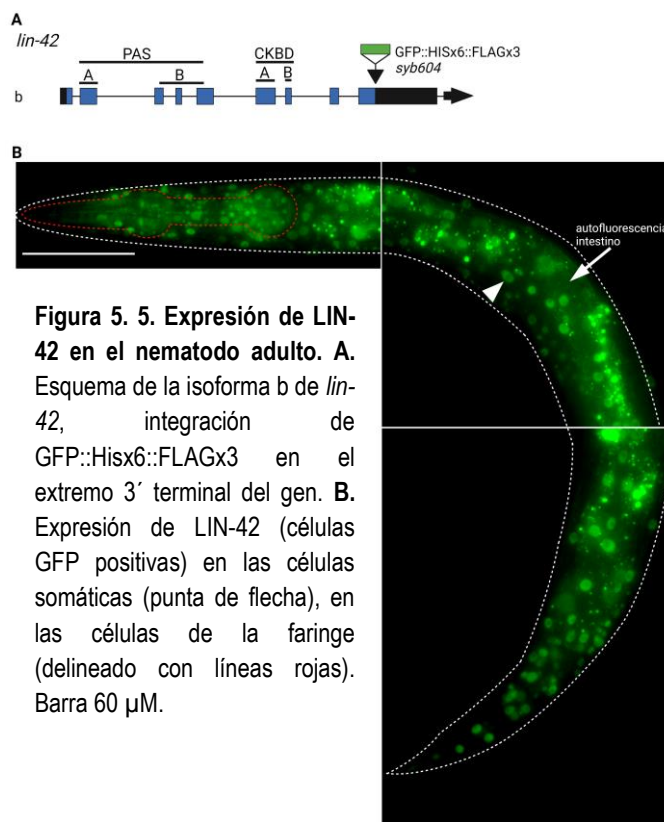 A
lin-42
PAS
CKBD
GFP::HISx6::FLAGx3
syb604
A
B
A
B
b
B
autofluorescencia
intestino
Figura 5. 5. Expresión de LIN-
42 en el nematodo adulto. A.
Esquema de la isoforma b de lin-
42, integración de
GFP::Hisx6::FLAGx3 en el
extremo 3´ terminal del gen. B.
Expresión de LIN-42 (células
GFP positivas) en las células
somáticas (punta de flecha), en
las células de la faringe
(delineado con líneas rojas).
Barra 60 µM.